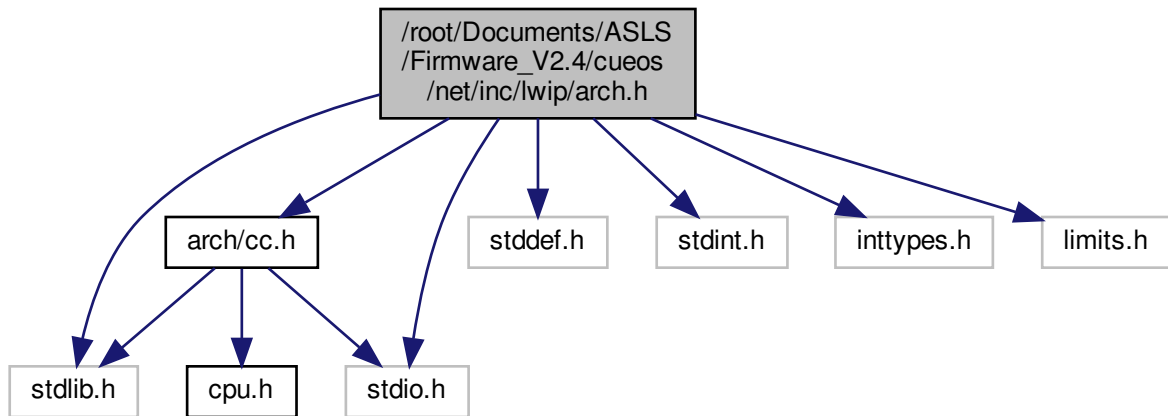 /root/Documents/ASLS
/Firmware_V2.4/cueos
/net/inc/lwip/arch.h
arch/cc.h
stddef.h
stdint.h
inttypes.h
limits.h
stdlib.h
cpu.h
stdio.h